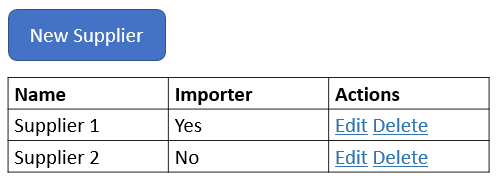 New Supplier
Name Importer Actions
Supplier 1 Yes Edit Delete
Supplier 2 No Edit Delete